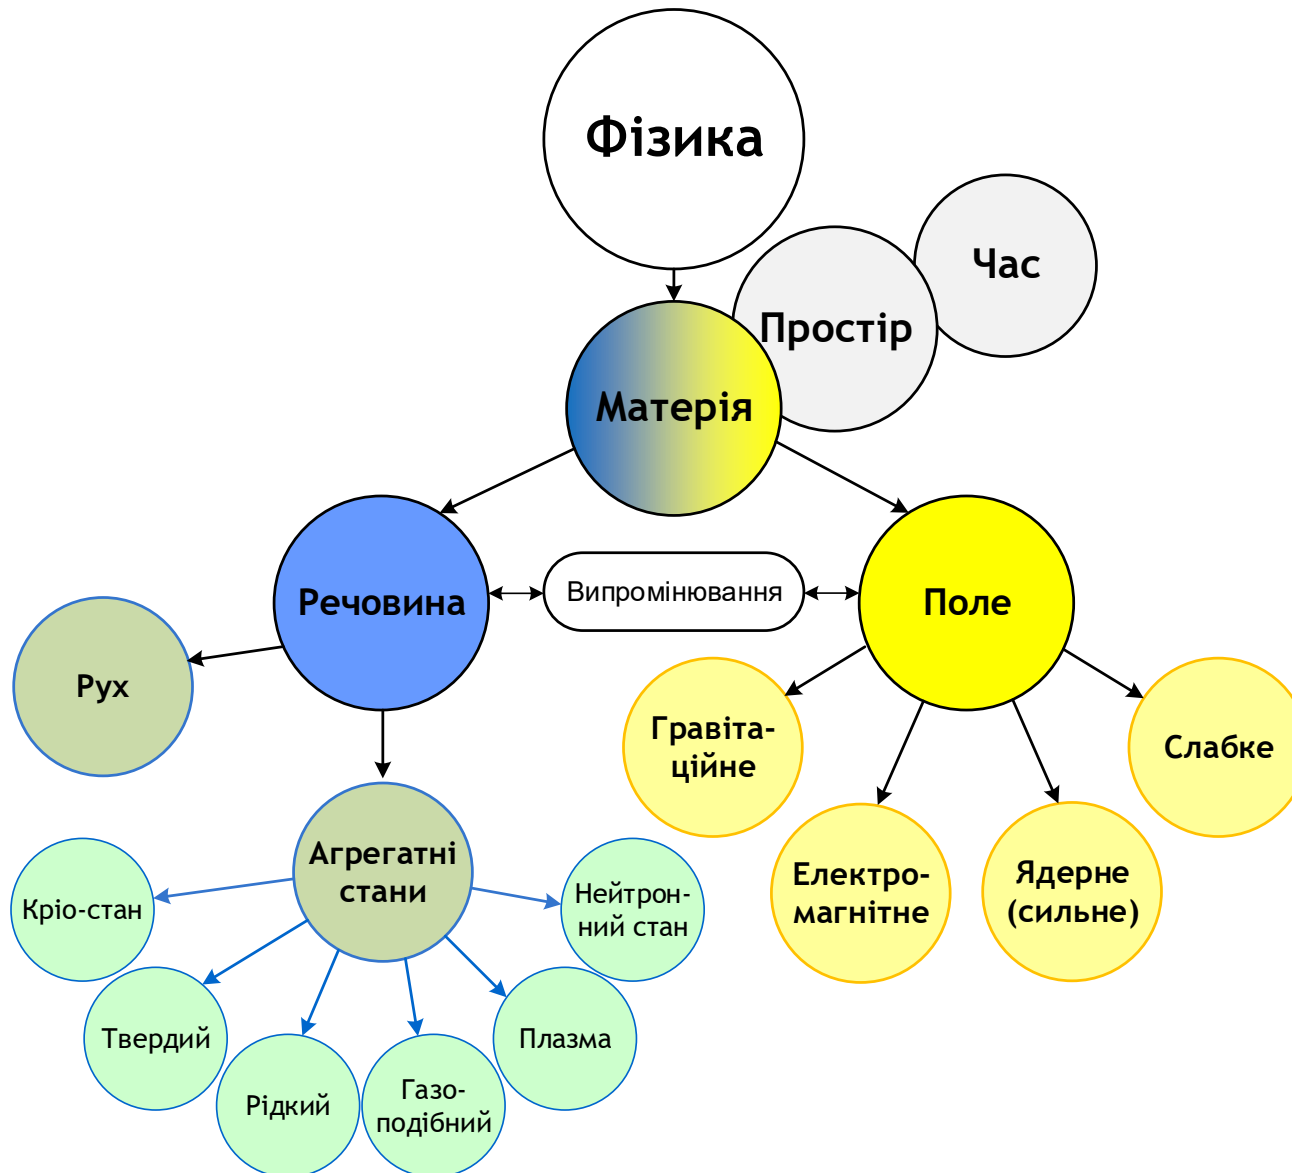 Фізика
Час
Простір
Матерія
Речовина
Випромінювання
Поле
Рух
Гравіта-
ційне
Слабке
Електро-
магнітне
Ядерне
(сильне)
Агрегатні
стани
Кріо-стан
Нейтрон-
ний стан
Твердий
Плазма
Рідкий
Газо-
подібний